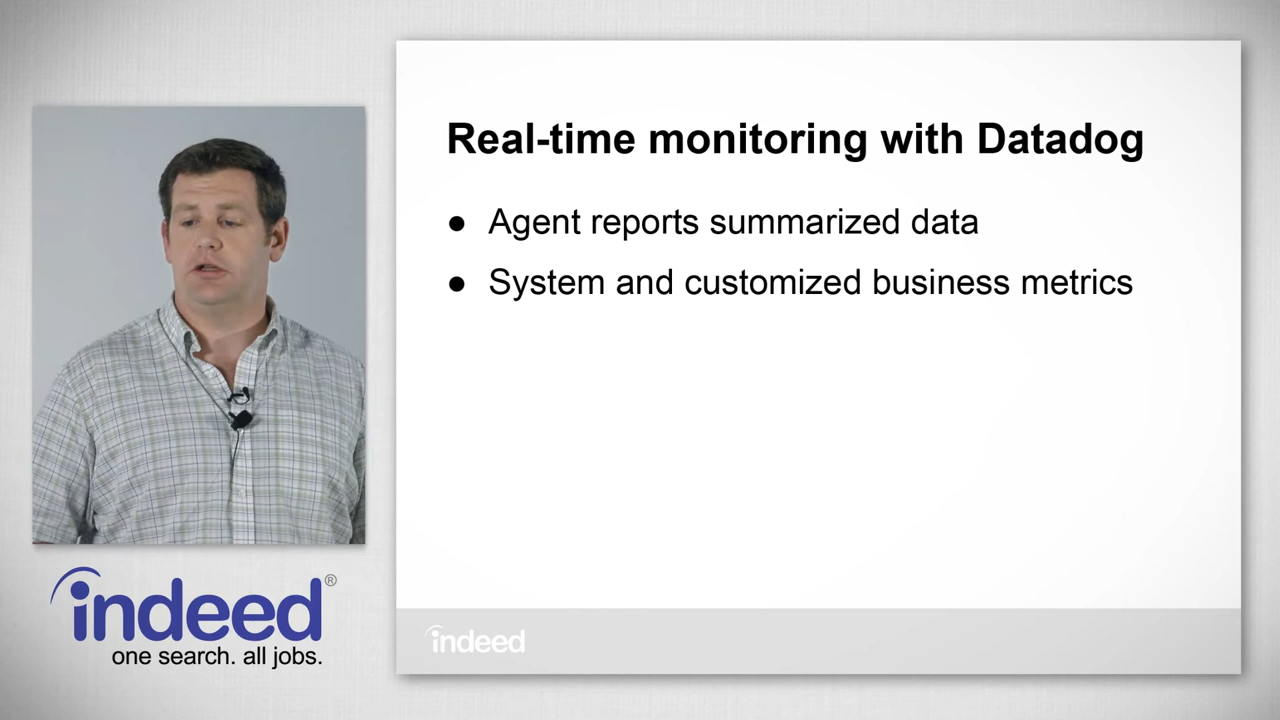 Real-time monitoring with Datadog
● Agent reports summarized data
● System and customized business metrics
indeed®
one search. all jobs.
indeed